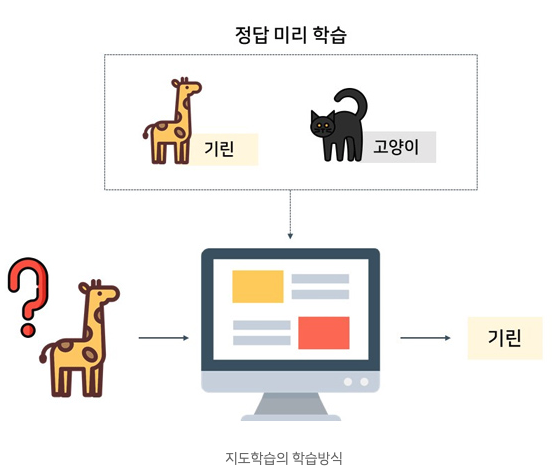 정답 미리 학습
기린
고양이
기린
지도학습의 학습방식